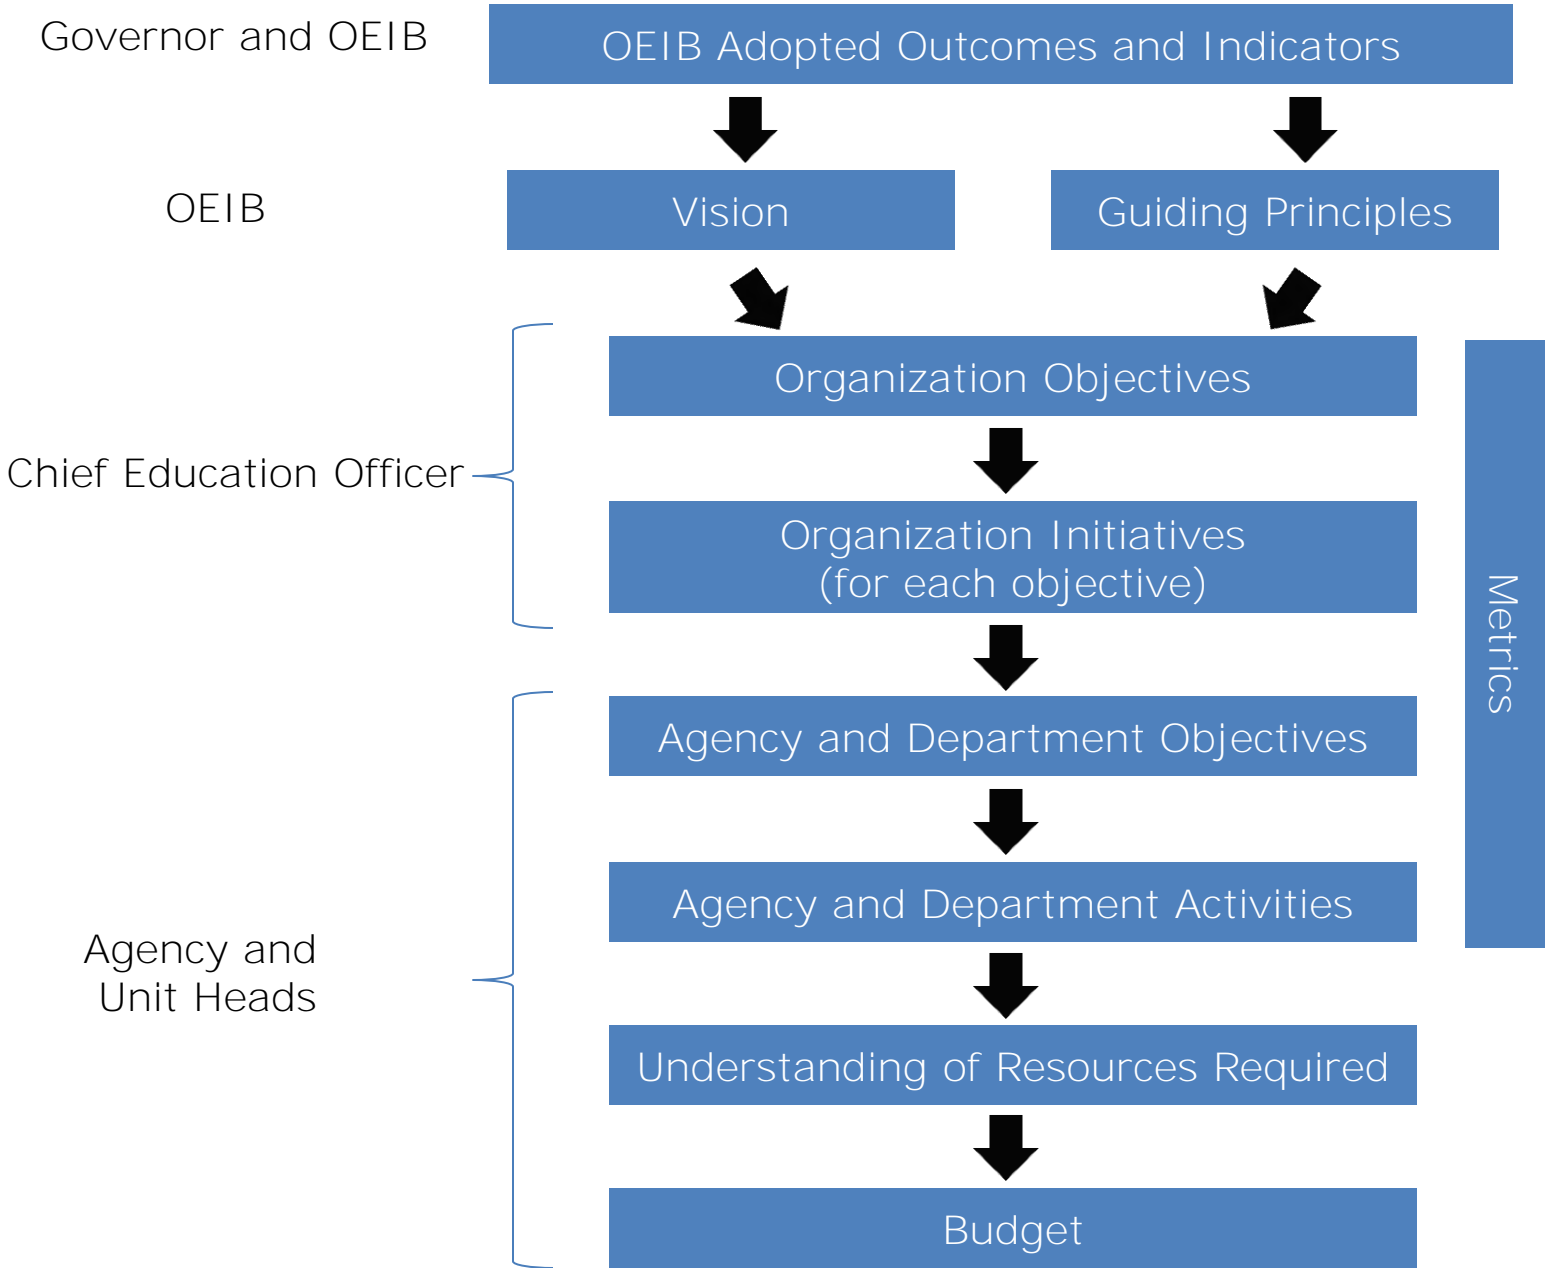 Governor and OEIB
OEIB Adopted Outcomes and Indicators
OEIB
Vision
Guiding Principles
Chief Education Officer
Organization Objectives
Organization Initiatives
(for each objective)
Metrics
Agency and
Unit Heads
Agency and Department Objectives
Agency and Department Activities
Understanding of Resources Required
Budget